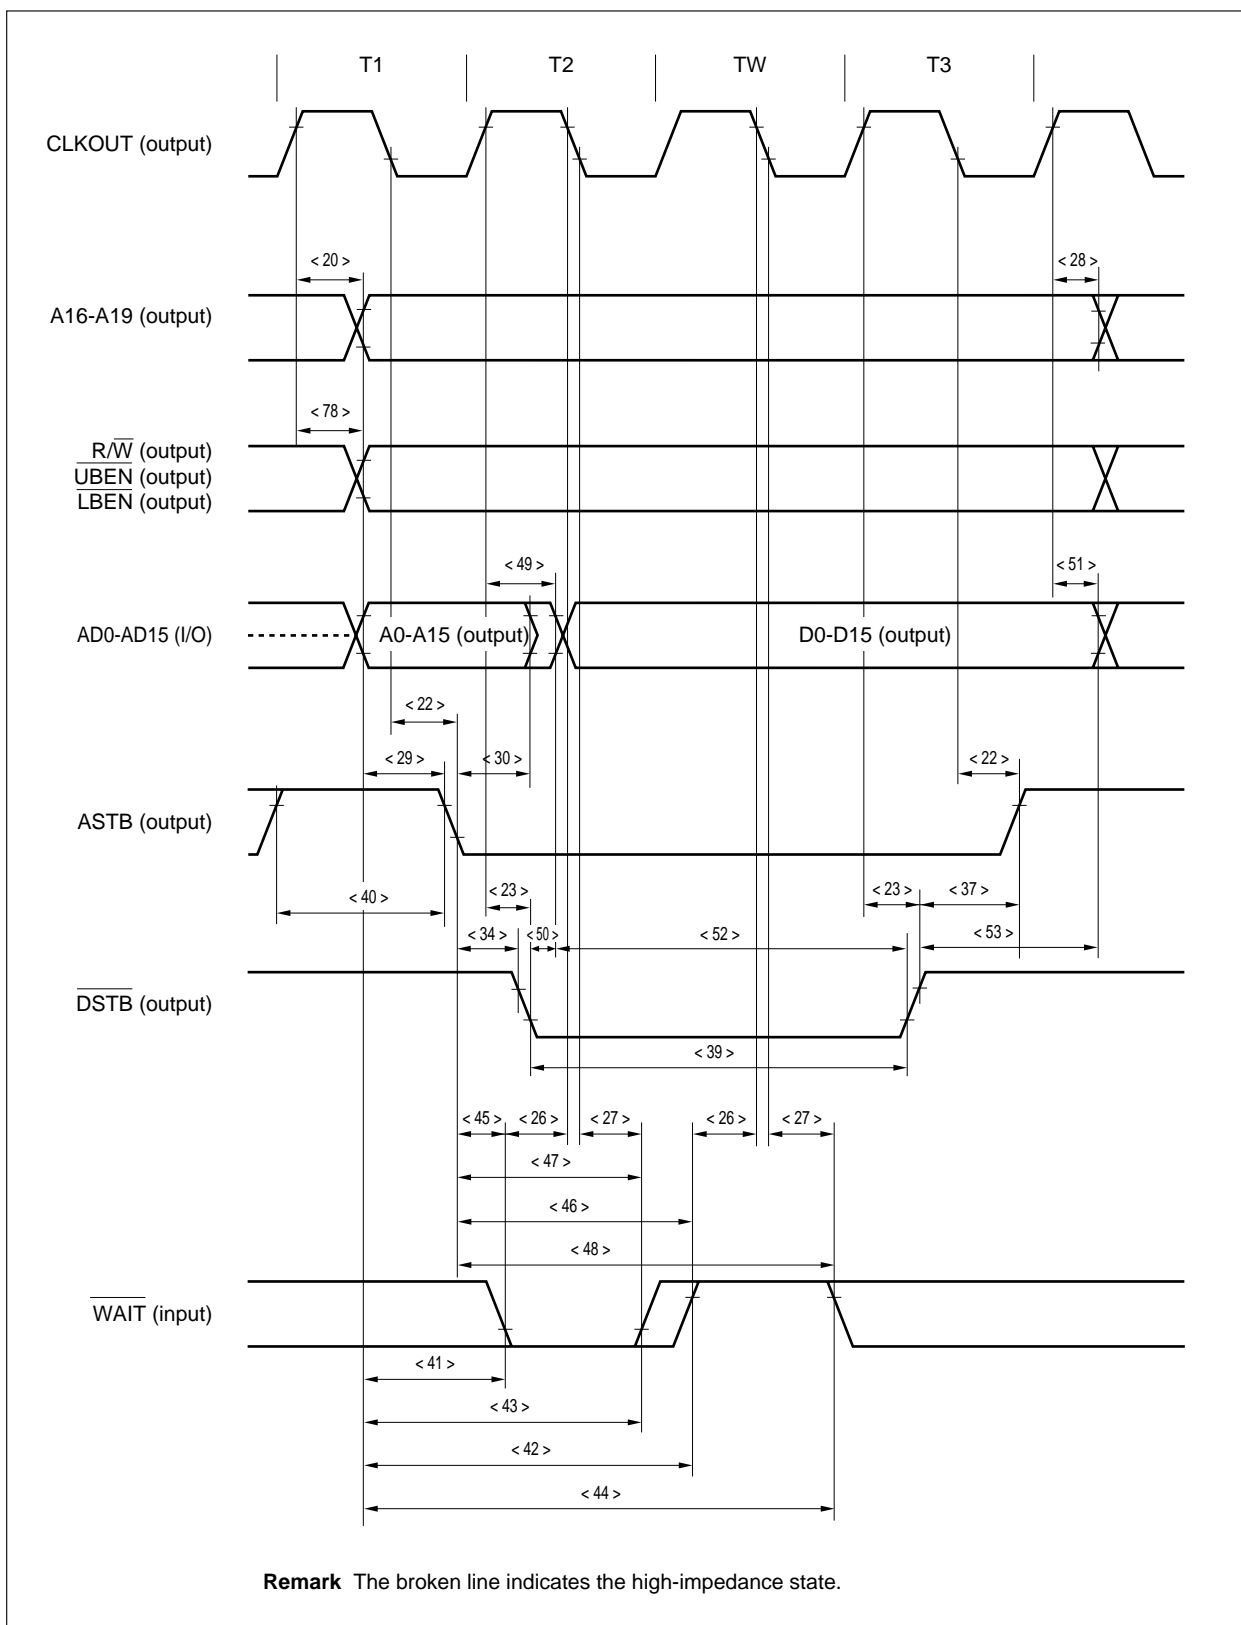 T1 T2 TW T3
CLKOUT (output)
< 20 > < 28 >
A16-A19 (output)
< 78 >
R/W (output)
UBEN (output)
LBEN (output)
< 49 > < 51 >
AD0-AD15 (I/O) A0-A15 (output) D0-D15 (output)
< 22 >
< 29 > < 30 > < 22 >
ASTB (output)
< 40 > < 23 > < 23 > < 37 >
< 34 > < 50 > < 52 > < 53 >
DSTB (output)
< 39 >
< 45 > < 26 > < 27 > < 26 > < 27 >
< 47 >
< 46 >
< 48 >
WAIT (input)
< 41 >
< 43 >
< 42 >
< 44 >
Remark The broken line indicates the high-impedance state.